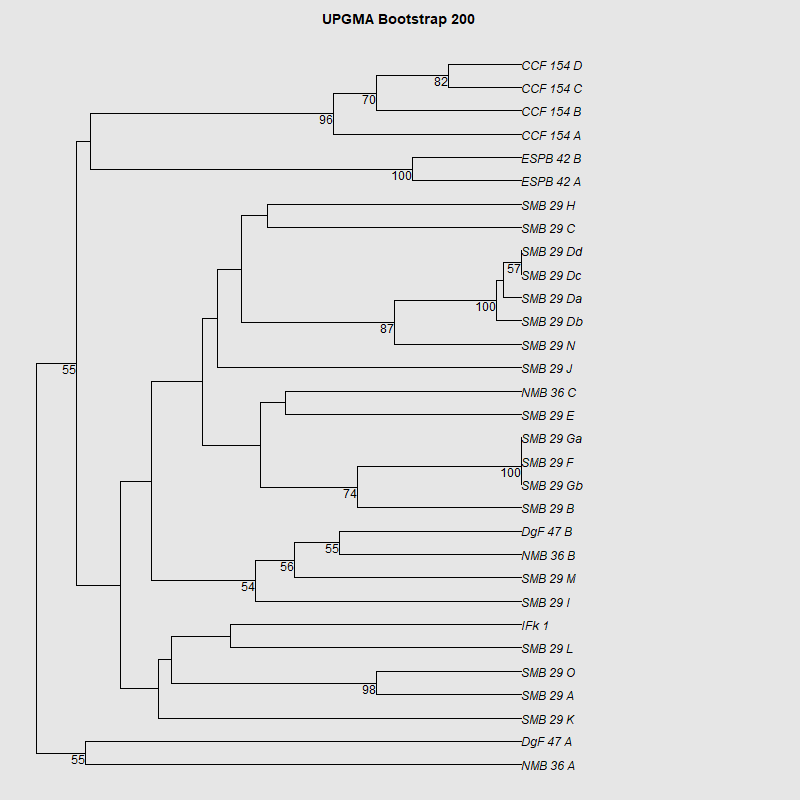 UPGMA Bootstrap 200
CCF 154 D
82
CCF 154 C
70
CCF 154 B
96
CCF 154 A
ESPB 42 B
100
ESPB 42 A
SMB 29 H
SMB 29 C
SMB 29 Dd
57
SMB 29 Dc
SMB 29 Da
100
SMB 29 Db
87
SMB 29 N
SMB 29 J
55
NMB 36 C
SMB 29 E
SMB 29 Ga
SMB 29 F
100
SMB 29 Gb
74
SMB 29 B
DgF 47 B
55
NMB 36 B
56
SMB 29 M
54
SMB 29 I
IFk 1
SMB 29 L
SMB 29 O
98
SMB 29 A
SMB 29 K
DgF 47 A
55
NMB 36 A